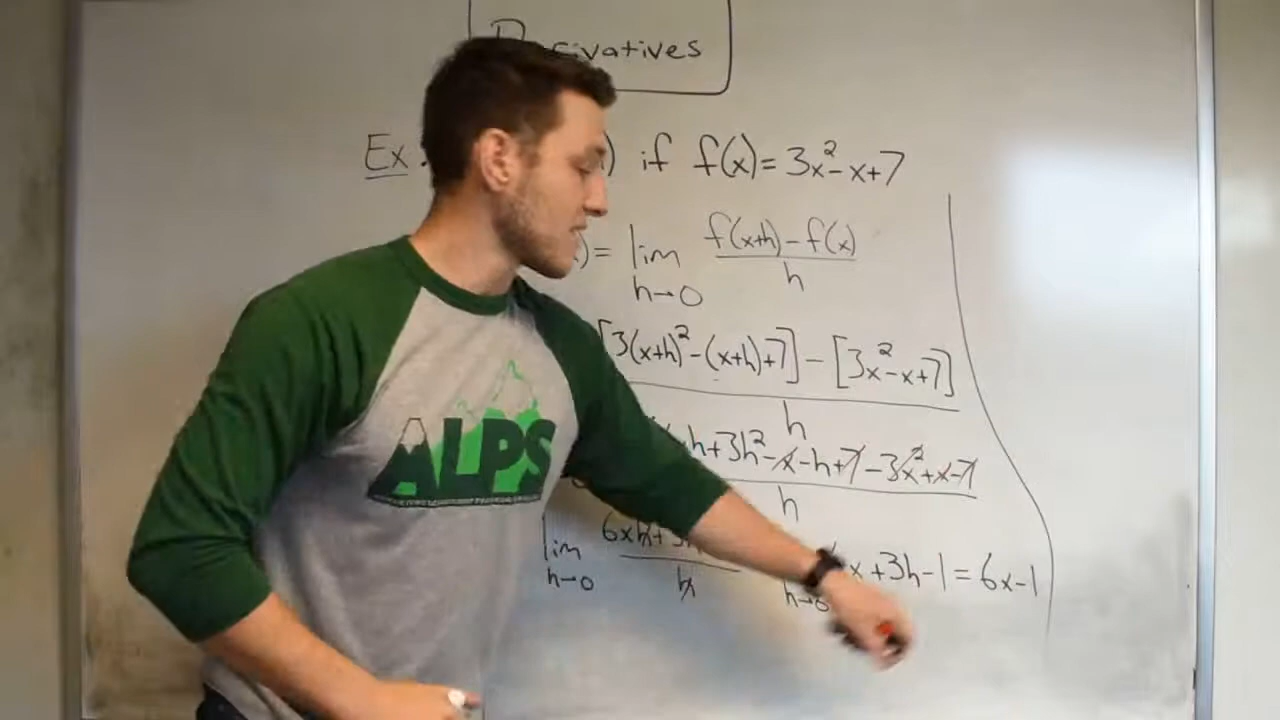 Derivatives
Ex. ) if f(x)=3x²-x+7
)= lim h→0 f(x+h)-f(x) / h
[3(x+h)²-(x+h)+7]-[3x²-x+7] / h
h+3h²-x-h+7-3x²+x-7 / h
lim h→0 6xh+3h / h
h→0 x+3h-1=6x-1
ALPS